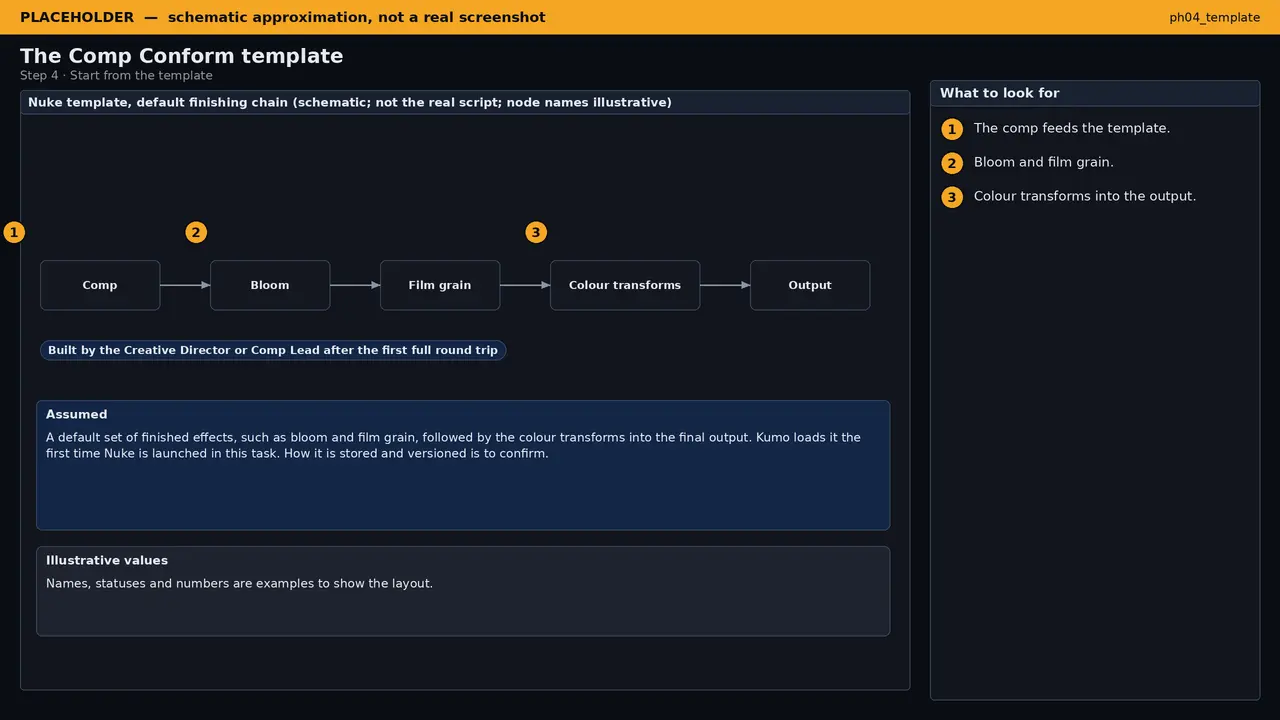 PLACEHOLDER — schematic approximation, not a real screenshot
ph04_template
The Comp Conform template
Step 4 · Start from the template
Nuke template, default finishing chain (schematic; not the real script; node names illustrative)
1
2
3
Comp
Bloom
Film grain
Colour transforms
Output
Built by the Creative Director or Comp Lead after the first full round trip
Assumed
A default set of finished effects, such as bloom and film grain, followed by the colour transforms into the final output. Kumo loads it the
first time Nuke is launched in this task. How it is stored and versioned is to confirm.
Illustrative values
Names, statuses and numbers are examples to show the layout.
What to look for
1 The comp feeds the template.
2 Bloom and film grain.
3 Colour transforms into the output.